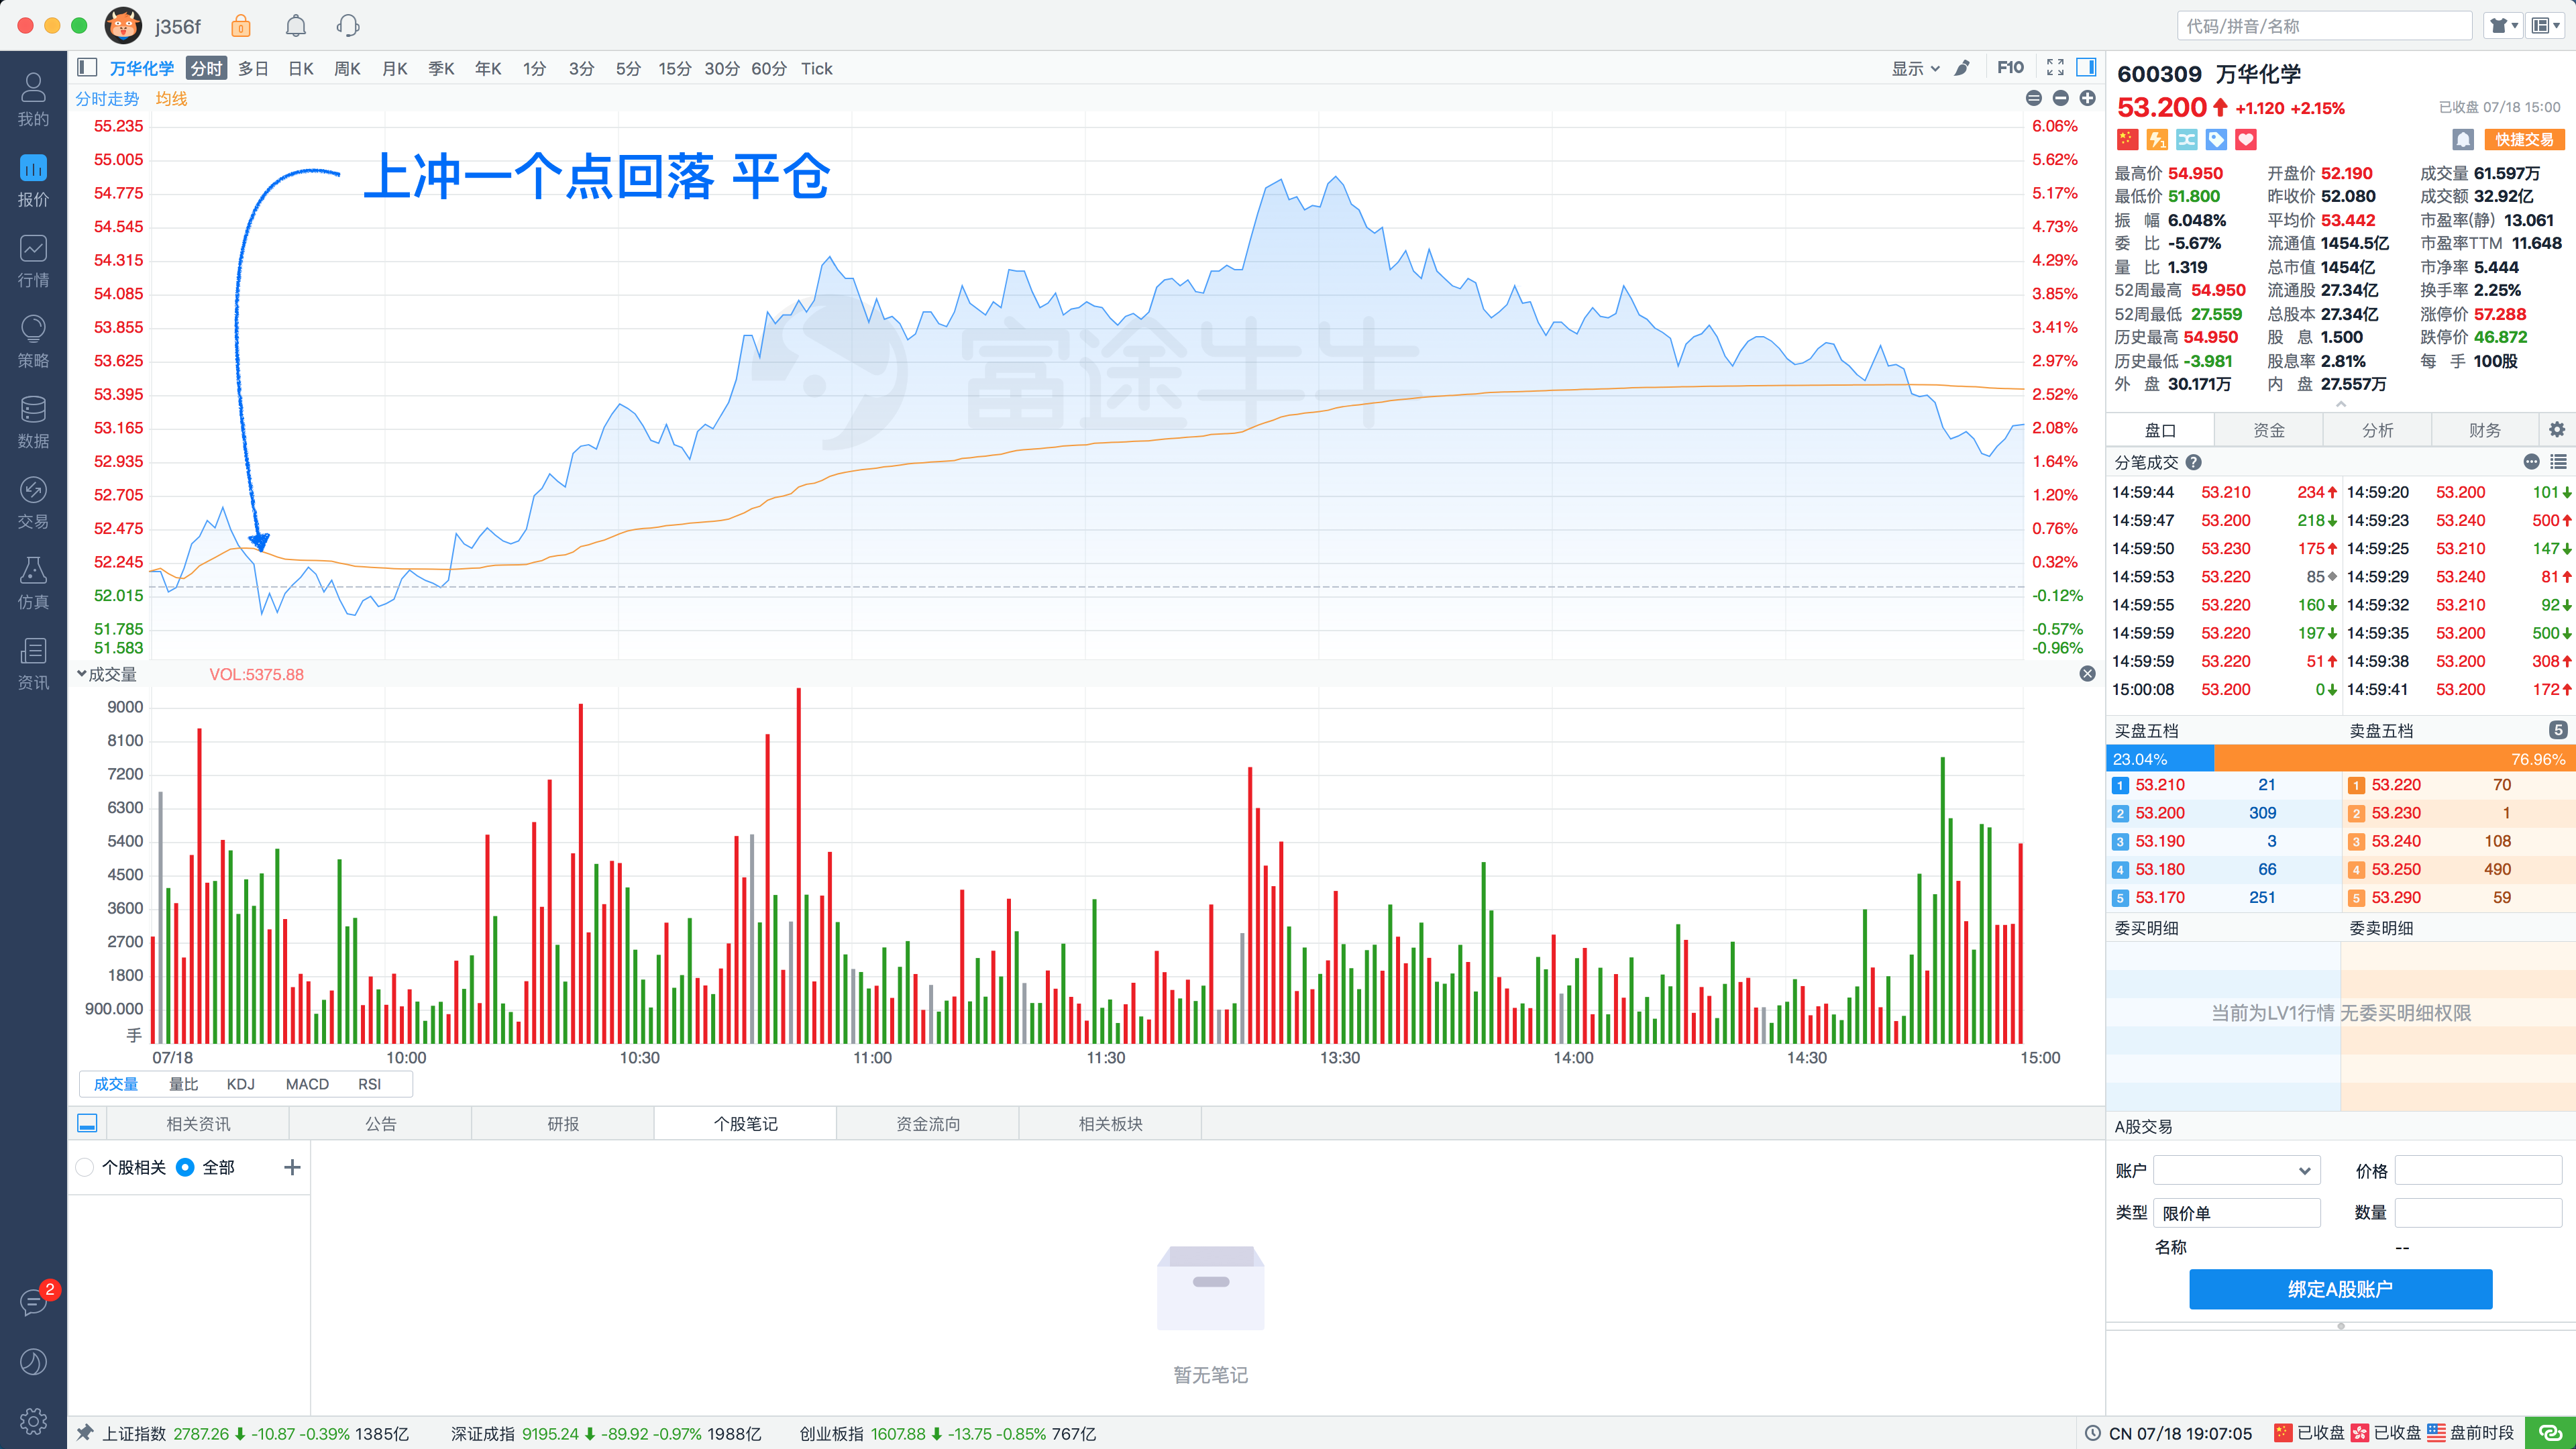 j356f
代码/拼音/名称
我的
报价
行情
策略
数据
交易
仿真
资讯
2
万华化学 分时 多日 日K 周K 月K 季K 年K 1分 3分 5分 15分 30分 60分 Tick 显示 F10
分时走势 均线
上冲一个点回落 平仓
富途牛牛
55.235 6.06%
55.005 5.62%
54.775 5.17%
54.545 4.73%
54.315 4.29%
54.085 3.85%
53.855 3.41%
53.625 2.97%
53.395 2.52%
53.165 2.08%
52.935 1.64%
52.705 1.20%
52.475 0.76%
52.245 0.32%
52.015 -0.12%
51.785 -0.57%
51.583 -0.96%
成交量 VOL:5375.88
9000
8100
7200
6300
5400
4500
3600
2700
1800
900.000
手
07/18 10:00 10:30 11:00 11:30 13:30 14:00 14:30 15:00
成交量 量比 KDJ MACD RSI
相关资讯 公告 研报 个股笔记 资金流向 相关板块
个股相关 全部
暂无笔记
600309 万华化学
53.200 +1.120 +2.15% 已收盘 07/18 15:00
快捷交易
最高价 54.950 开盘价 52.190 成交量 61.597万
最低价 51.800 昨收价 52.080 成交额 32.92亿
振 幅 6.048% 平均价 53.442 市盈率(静) 13.061
委 比 -5.67% 流通值 1454.5亿 市盈率TTM 11.648
量 比 1.319 总市值 1454亿 市净率 5.444
52周最高 54.950 流通股 27.34亿 换手率 2.25%
52周最低 27.559 总股本 27.34亿 涨停价 57.288
历史最高 54.950 股 息 1.500 跌停价 46.872
历史最低 -3.981 股息率 2.81% 每 手 100股
外 盘 30.171万 内 盘 27.557万
盘口 资金 分析 财务
分笔成交
14:59:44 53.210 234 14:59:20 53.200 101
14:59:47 53.200 218 14:59:23 53.240 500
14:59:50 53.230 175 14:59:25 53.210 147
14:59:53 53.220 85 14:59:29 53.240 81
14:59:55 53.220 160 14:59:32 53.210 92
14:59:59 53.220 197 14:59:35 53.200 500
14:59:59 53.220 51 14:59:38 53.200 308
15:00:08 53.200 0 14:59:41 53.200 172
买盘五档 卖盘五档 5
23.04% 76.96%
1 53.210 21 1 53.220 70
2 53.200 309 2 53.230 1
3 53.190 3 3 53.240 108
4 53.180 66 4 53.250 490
5 53.170 251 5 53.290 59
委买明细 委卖明细
当前为LV1行情 无委买明细权限
A股交易
账户 价格
类型 限价单 数量
名称 --
绑定A股账户
上证指数 2787.26 -10.87 -0.39% 1385亿 深证成指 9195.24 -89.92 -0.97% 1988亿 创业板指 1607.88 -13.75 -0.85% 767亿
CN 07/18 19:07:05 已收盘 已收盘 盘前时段